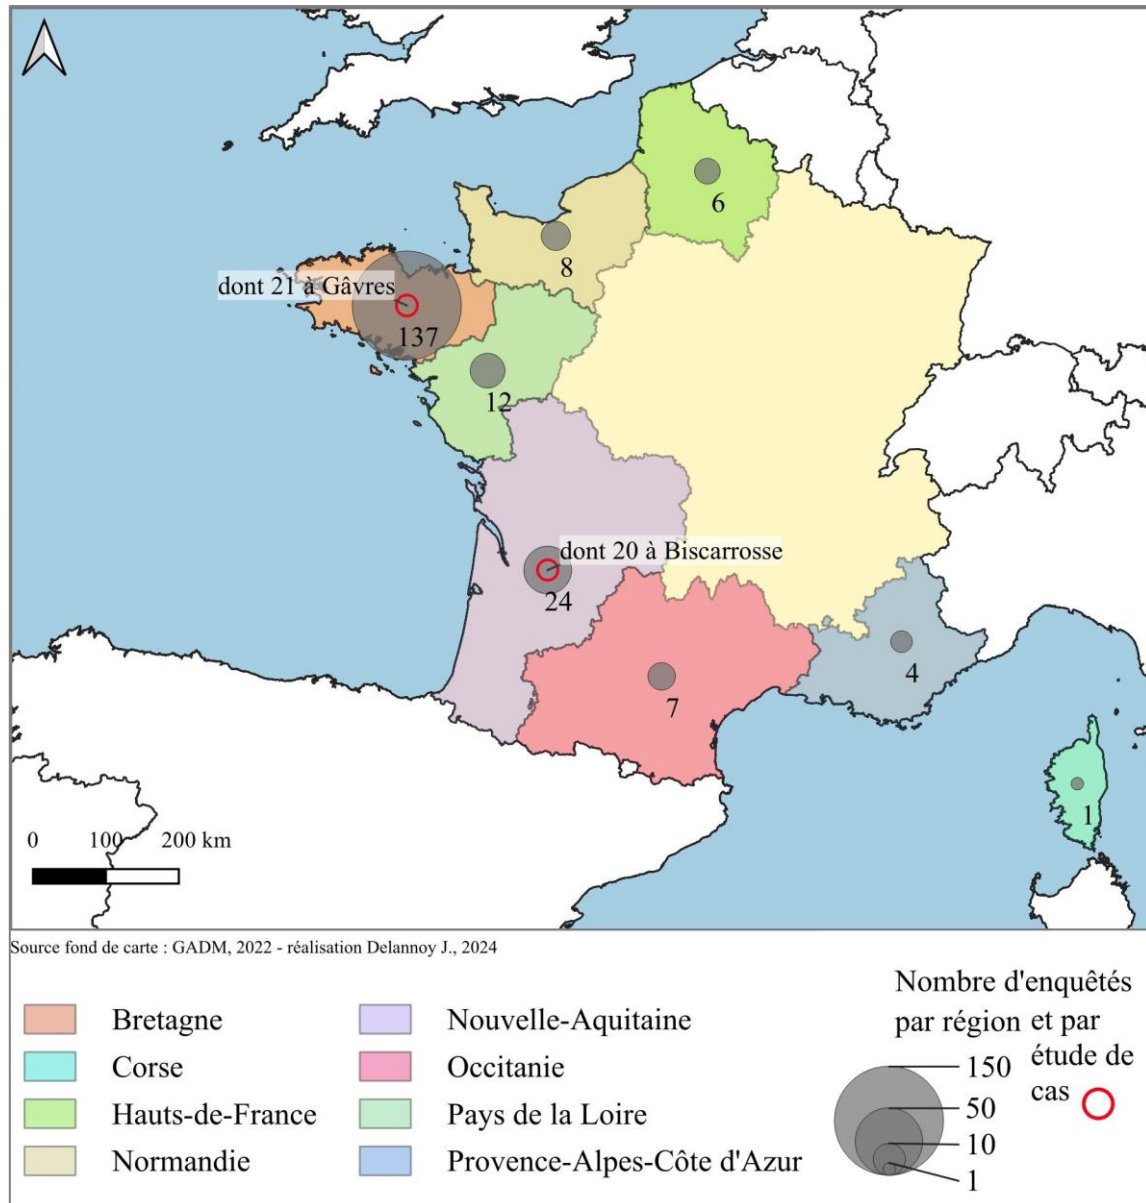 6
8
dont 21 à Gâvres
137
12
dont 20 à Biscarrosse
24
4
7
1
0 100 200 km
Source fond de carte : GADM, 2022 - réalisation Delannoy J., 2024
Bretagne
Corse
Hauts-de-France
Normandie
Nouvelle-Aquitaine
Occitanie
Pays de la Loire
Provence-Alpes-Côte d'Azur
Nombre d'enquêtés
par région
et par
étude de
cas
150
50
10
1